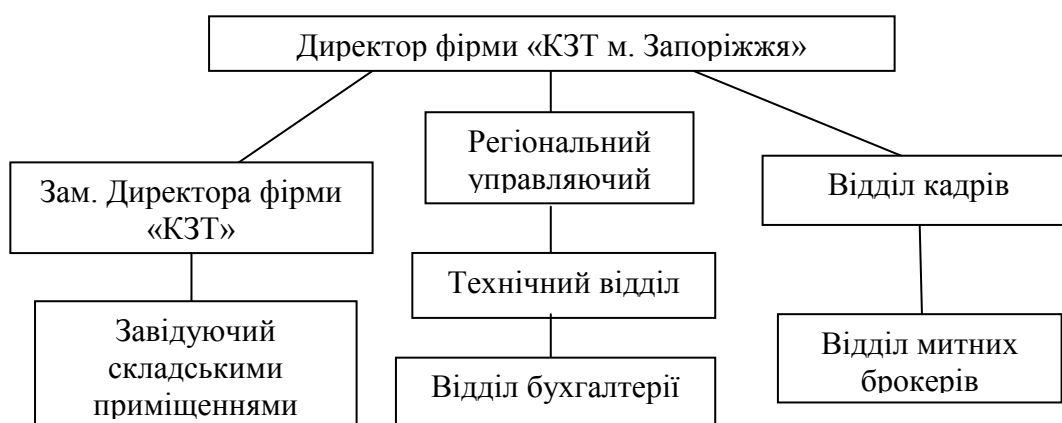 Директор фірми «КЗТ м. Запоріжжя»
Регіональний
управляючий
Зам. Директора фірми
«КЗТ»
Відділ кадрів
Технічний відділ
Завідуючий
складськими
приміщеннями
Відділ бухгалтерії
Відділ митних
брокерів